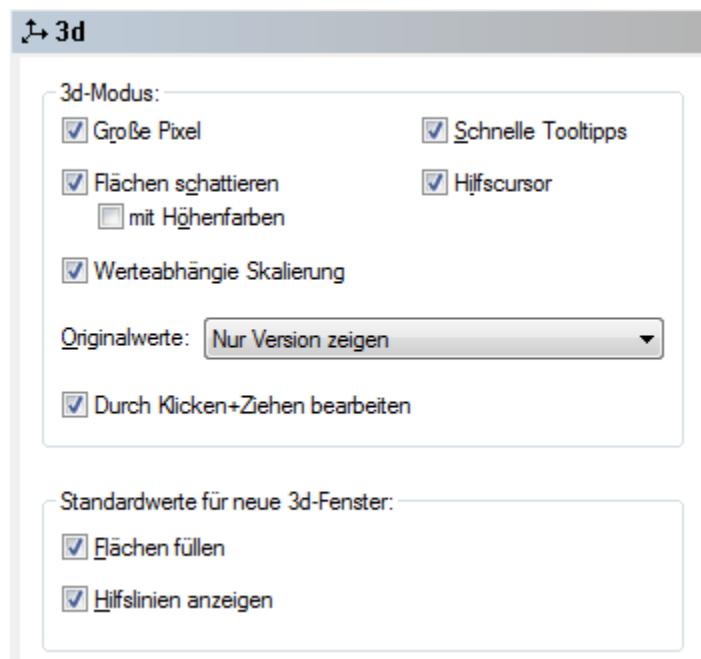 3d
3d-Modus:
Große Pixel
Schnelle Tooltipps
Flächen schattieren
Hilfscursor
mit Höhenfarben
Werteabhängie Skalierung
Originalwerte: Nur Version zeigen
Durch Klicken+Ziehen bearbeiten
Standardwerte für neue 3d-Fenster:
Flächen füllen
Hilfslinien anzeigen